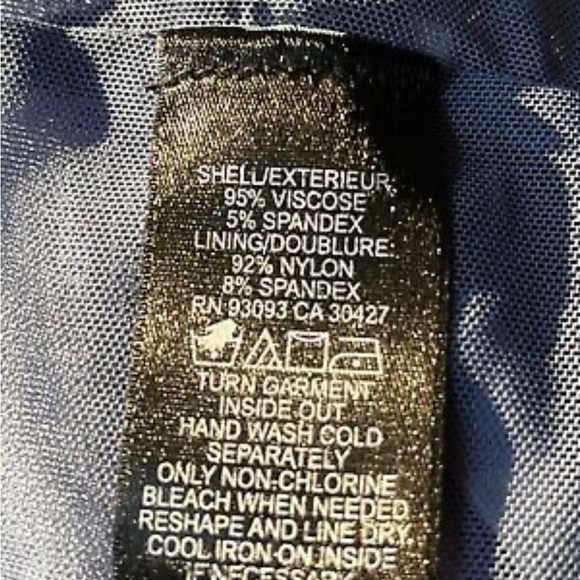 SHELL/EXTERIEUR:
95% VISCOSE
5% SPANDEX
LINING/DOUBLURE:
92% NYLON
8% SPANDEX
RN 93093 CA 30427
TURN GARMENT
INSIDE OUT
HAND WASH COLD
SEPARATELY
ONLY NON-CHLORINE
BLEACH WHEN NEEDED
RESHAPE AND LINE DRY.
COOL IRON ON INSIDE
IF NECESSARY